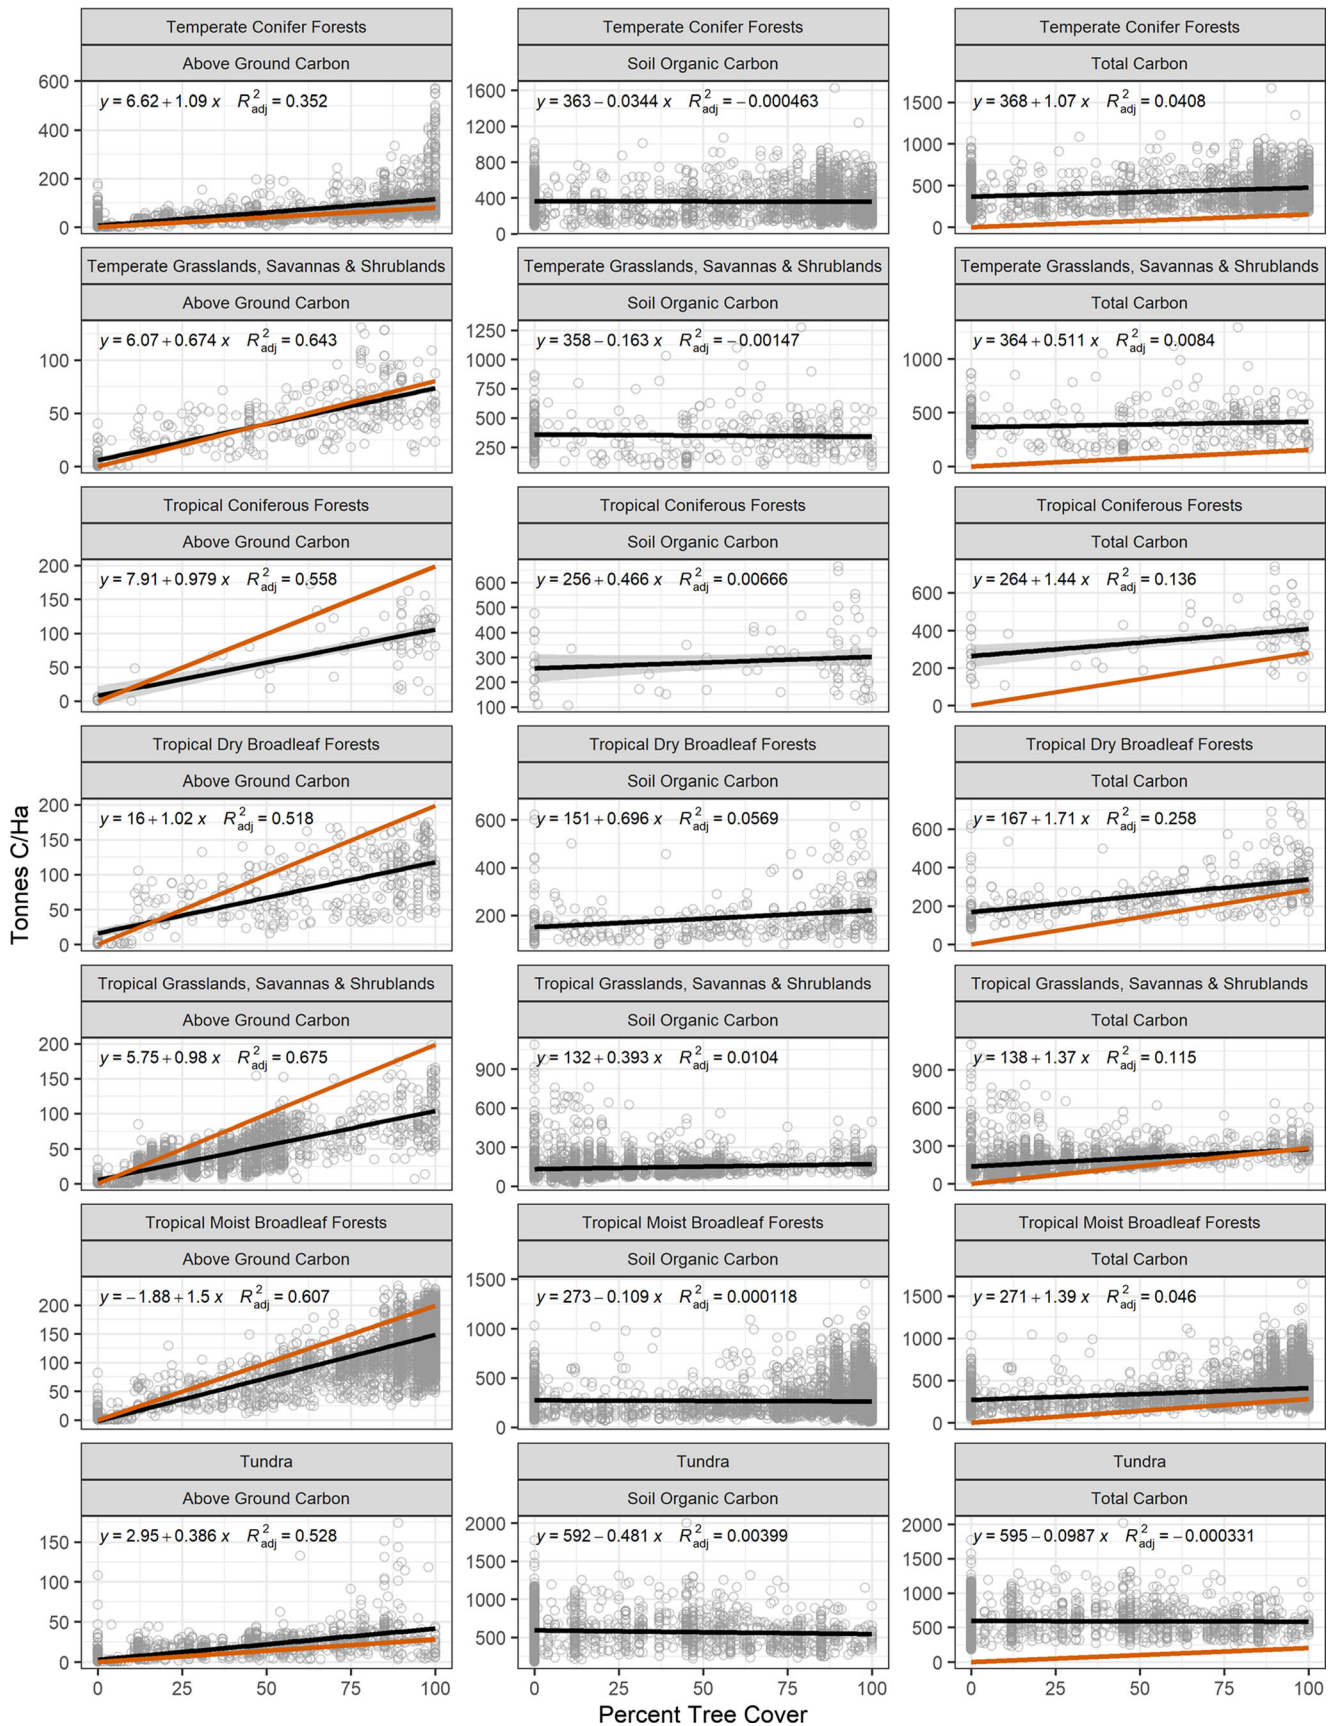 Temperate Conifer Forests
Above Ground Carbon
y = 6.62 + 1.09 x R²adj = 0.352
600
400
200
0
Temperate Conifer Forests
Soil Organic Carbon
y = 363 − 0.0344 x R²adj = −0.000463
1600
1200
800
400
0
Temperate Conifer Forests
Total Carbon
y = 368 + 1.07 x R²adj = 0.0408
1500
1000
500
0
Temperate Grasslands, Savannas & Shrublands
Above Ground Carbon
y = 6.07 + 0.674 x R²adj = 0.643
100
50
0
Temperate Grasslands, Savannas & Shrublands
Soil Organic Carbon
y = 358 − 0.163 x R²adj = −0.00147
1250
1000
750
500
250
Temperate Grasslands, Savannas & Shrublands
Total Carbon
y = 364 + 0.511 x R²adj = 0.0084
1000
500
0
Tropical Coniferous Forests
Above Ground Carbon
y = 7.91 + 0.979 x R²adj = 0.558
200
150
100
50
0
Tropical Coniferous Forests
Soil Organic Carbon
y = 256 + 0.466 x R²adj = 0.00666
600
500
400
300
200
100
Tropical Coniferous Forests
Total Carbon
y = 264 + 1.44 x R²adj = 0.136
600
400
200
0
Tropical Dry Broadleaf Forests
Above Ground Carbon
y = 16 + 1.02 x R²adj = 0.518
200
150
100
50
0
Tropical Dry Broadleaf Forests
Soil Organic Carbon
y = 151 + 0.696 x R²adj = 0.0569
600
400
200
Tropical Dry Broadleaf Forests
Total Carbon
y = 167 + 1.71 x R²adj = 0.258
600
400
200
0
Tonnes C/Ha
Tropical Grasslands, Savannas & Shrublands
Above Ground Carbon
y = 5.75 + 0.98 x R²adj = 0.675
200
150
100
50
0
Tropical Grasslands, Savannas & Shrublands
Soil Organic Carbon
y = 132 + 0.393 x R²adj = 0.0104
900
600
300
0
Tropical Grasslands, Savannas & Shrublands
Total Carbon
y = 138 + 1.37 x R²adj = 0.115
900
600
300
0
Tropical Moist Broadleaf Forests
Above Ground Carbon
y = −1.88 + 1.5 x R²adj = 0.607
200
150
100
50
0
Tropical Moist Broadleaf Forests
Soil Organic Carbon
y = 273 − 0.109 x R²adj = 0.000118
1500
1000
500
0
Tropical Moist Broadleaf Forests
Total Carbon
y = 271 + 1.39 x R²adj = 0.046
1500
1000
500
0
Tundra
Above Ground Carbon
y = 2.95 + 0.386 x R²adj = 0.528
150
100
50
0
0 25 50 75 100
Tundra
Soil Organic Carbon
y = 592 − 0.481 x R²adj = 0.00399
2000
1500
1000
500
0 25 50 75 100
Tundra
Total Carbon
y = 595 − 0.0987 x R²adj = −0.000331
2000
1500
1000
500
0
0 25 50 75 100
Percent Tree Cover